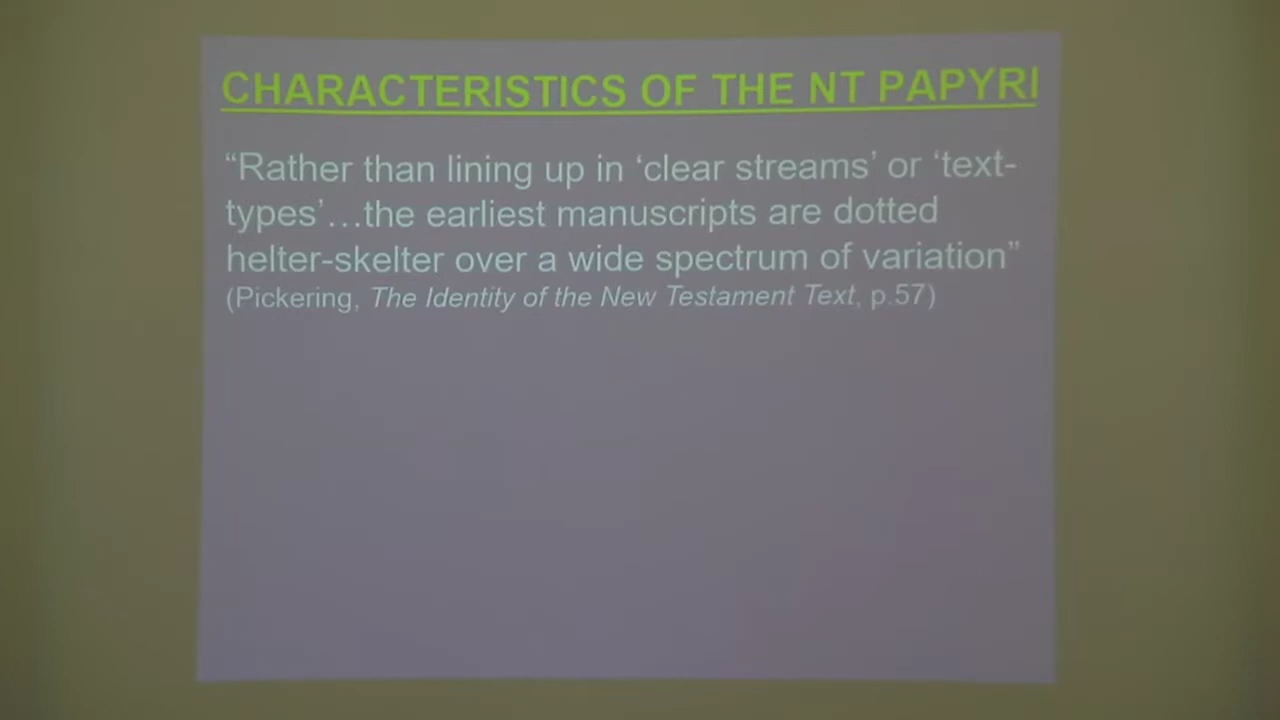 CHARACTERISTICS OF THE NT PAPYRI
“Rather than lining up in ‘clear streams’ or ‘text-
types’…the earliest manuscripts are dotted
helter-skelter over a wide spectrum of variation”
(Pickering, The Identity of the New Testament Text, p.57)